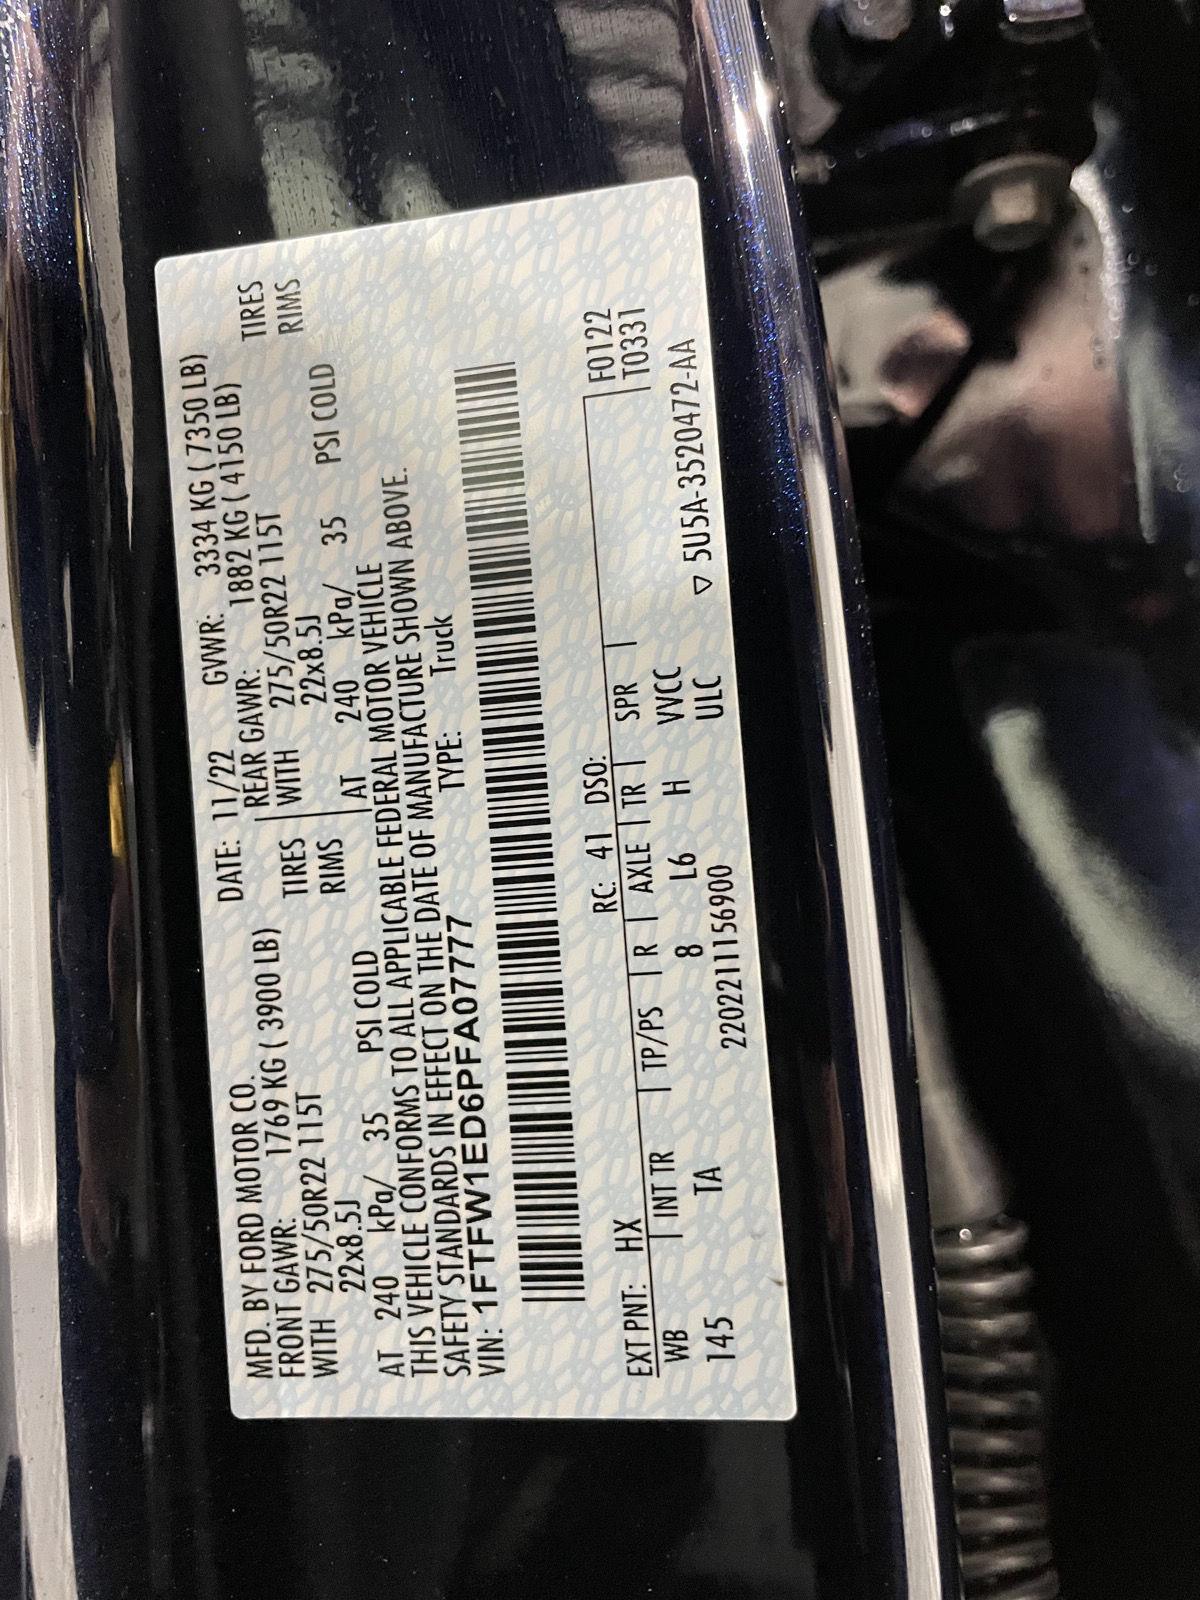 MFD. BY FORD MOTOR CO. DATE: 11/22 GVWR: 3334 KG ( 7350 LB)
FRONT GAWR: 1769 KG ( 3900 LB) REAR GAWR: 1882 KG ( 4150 LB)
WITH 275/50R22 115T TIRES WITH 275/50R22 115T TIRES
22x8.5J RIMS 22x8.5J RIMS
AT 240 kPa/ 35 PSI COLD AT 240 kPa/ 35 PSI COLD
THIS VEHICLE CONFORMS TO ALL APPLICABLE FEDERAL MOTOR VEHICLE
SAFETY STANDARDS IN EFFECT ON THE DATE OF MANUFACTURE SHOWN ABOVE.
VIN: 1FTFW1ED6PFA07777 TYPE: Truck
EXT PNT: HX RC: 41 DSO: F0122
WB INT TR TP/PS R AXLE TR SPR T0331
145 TA 8 L6 H VVCC
22022111156900 ULC ▽ 5U5A-3520472-AA